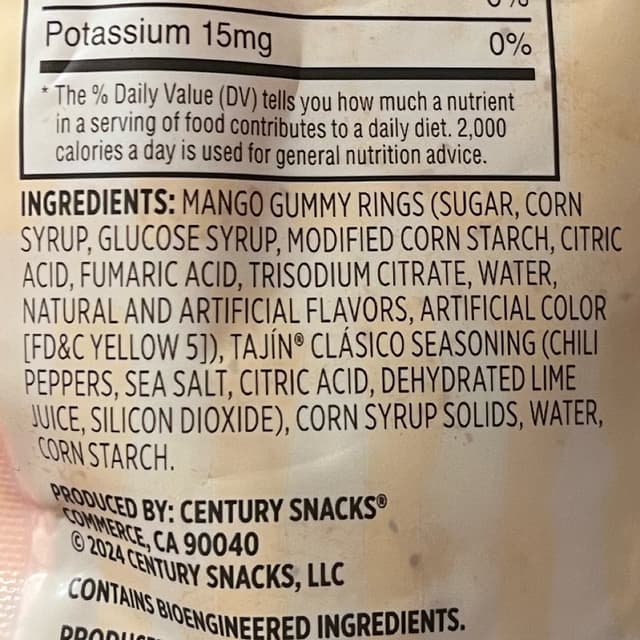 Potassium 15mg 0%
* The % Daily Value (DV) tells you how much a nutrient
in a serving of food contributes to a daily diet. 2,000
calories a day is used for general nutrition advice.
INGREDIENTS: MANGO GUMMY RINGS (SUGAR, CORN
SYRUP, GLUCOSE SYRUP, MODIFIED CORN STARCH, CITRIC
ACID, FUMARIC ACID, TRISODIUM CITRATE, WATER,
NATURAL AND ARTIFICIAL FLAVORS, ARTIFICIAL COLOR
[FD&C YELLOW 5]), TAJÍN® CLÁSICO SEASONING (CHILI
PEPPERS, SEA SALT, CITRIC ACID, DEHYDRATED LIME
JUICE, SILICON DIOXIDE), CORN SYRUP SOLIDS, WATER,
CORN STARCH.
PRODUCED BY: CENTURY SNACKS®
COMMERCE, CA 90040
© 2024 CENTURY SNACKS, LLC
CONTAINS BIOENGINEERED INGREDIENTS.